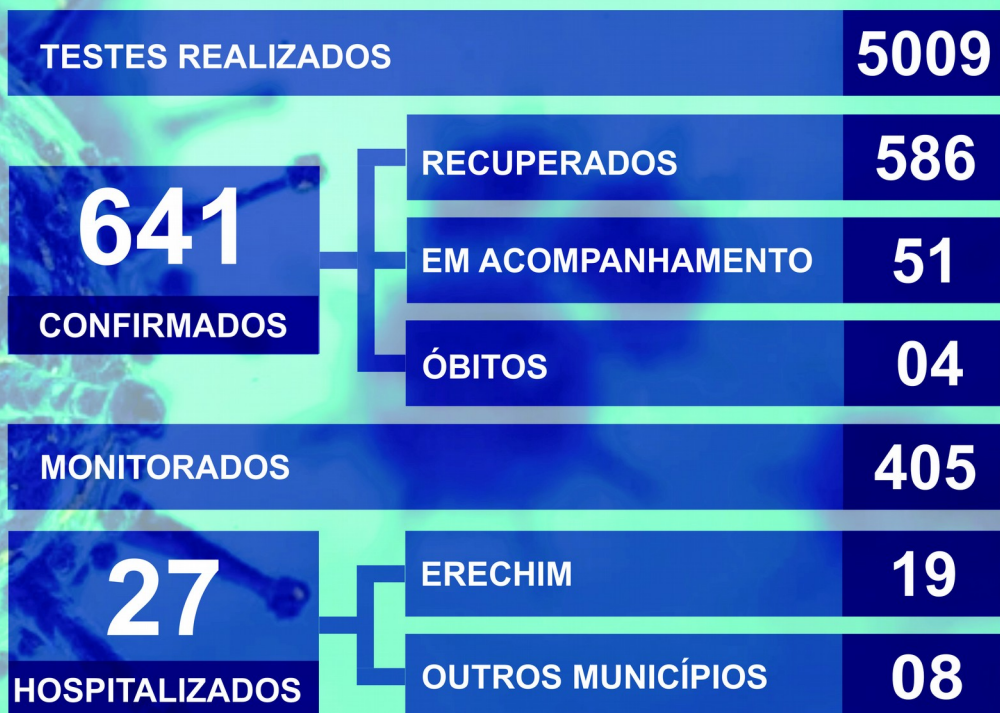 TESTES REALIZADOS 5009
641
CONFIRMADOS
RECUPERADOS 586
EM ACOMPANHAMENTO 51
ÓBITOS 04
MONITORADOS 405
27
HOSPITALIZADOS
ERECHIM 19
OUTROS MUNICÍPIOS 08